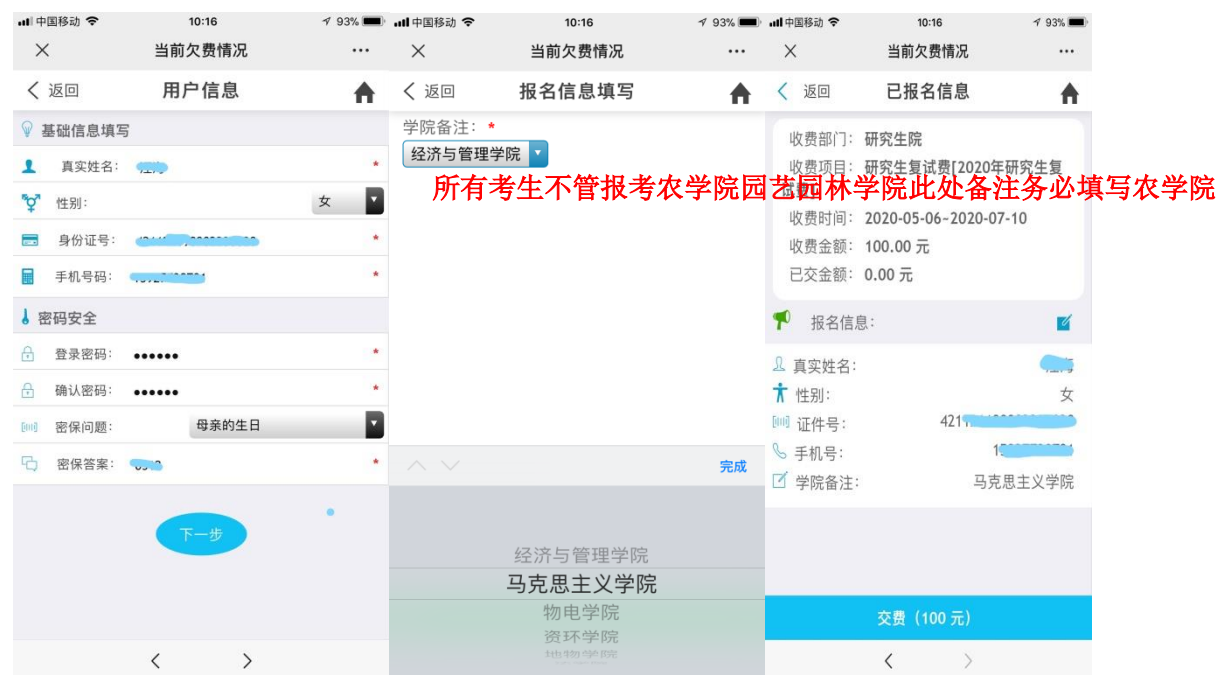 中国移动 10:16 93%
当前欠费情况
返回 用户信息
基础信息填写
真实姓名: *
性别: 女
身份证号: *
手机号码: *
密码安全
登录密码: ●●●●●● *
确认密码: ●●●●●● *
密保问题: 母亲的生日
密保答案: *
下一步
中国移动 10:16 93%
当前欠费情况
返回 报名信息填写
学院备注: *
经济与管理学院
所有考生不管报考农学院园艺园林学院此处备注务必填写农学院
完成
经济与管理学院
马克思主义学院
物电学院
资环学院
中国移动 10:16 93%
当前欠费情况
返回 已报名信息
收费部门: 研究生院
收费项目: 研究生复试费[2020年研究生复
收费时间: 2020-05-06~2020-07-10
收费金额: 100.00 元
已交金额: 0.00 元
报名信息:
真实姓名:
性别: 女
证件号: 421
手机号:
学院备注: 马克思主义学院
交费(100 元)